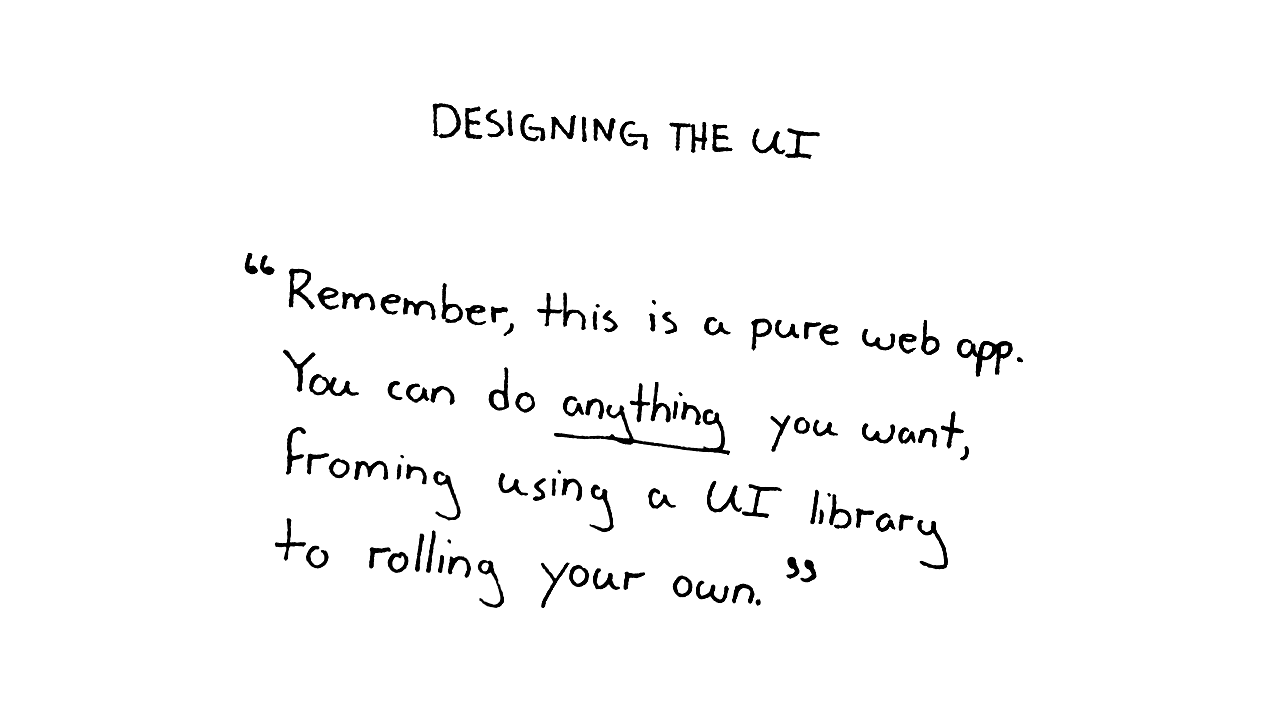 DESIGNING THE UI
“Remember, this is a pure web app.
You can do anything you want,
froming using a UI library
to rolling your own.”